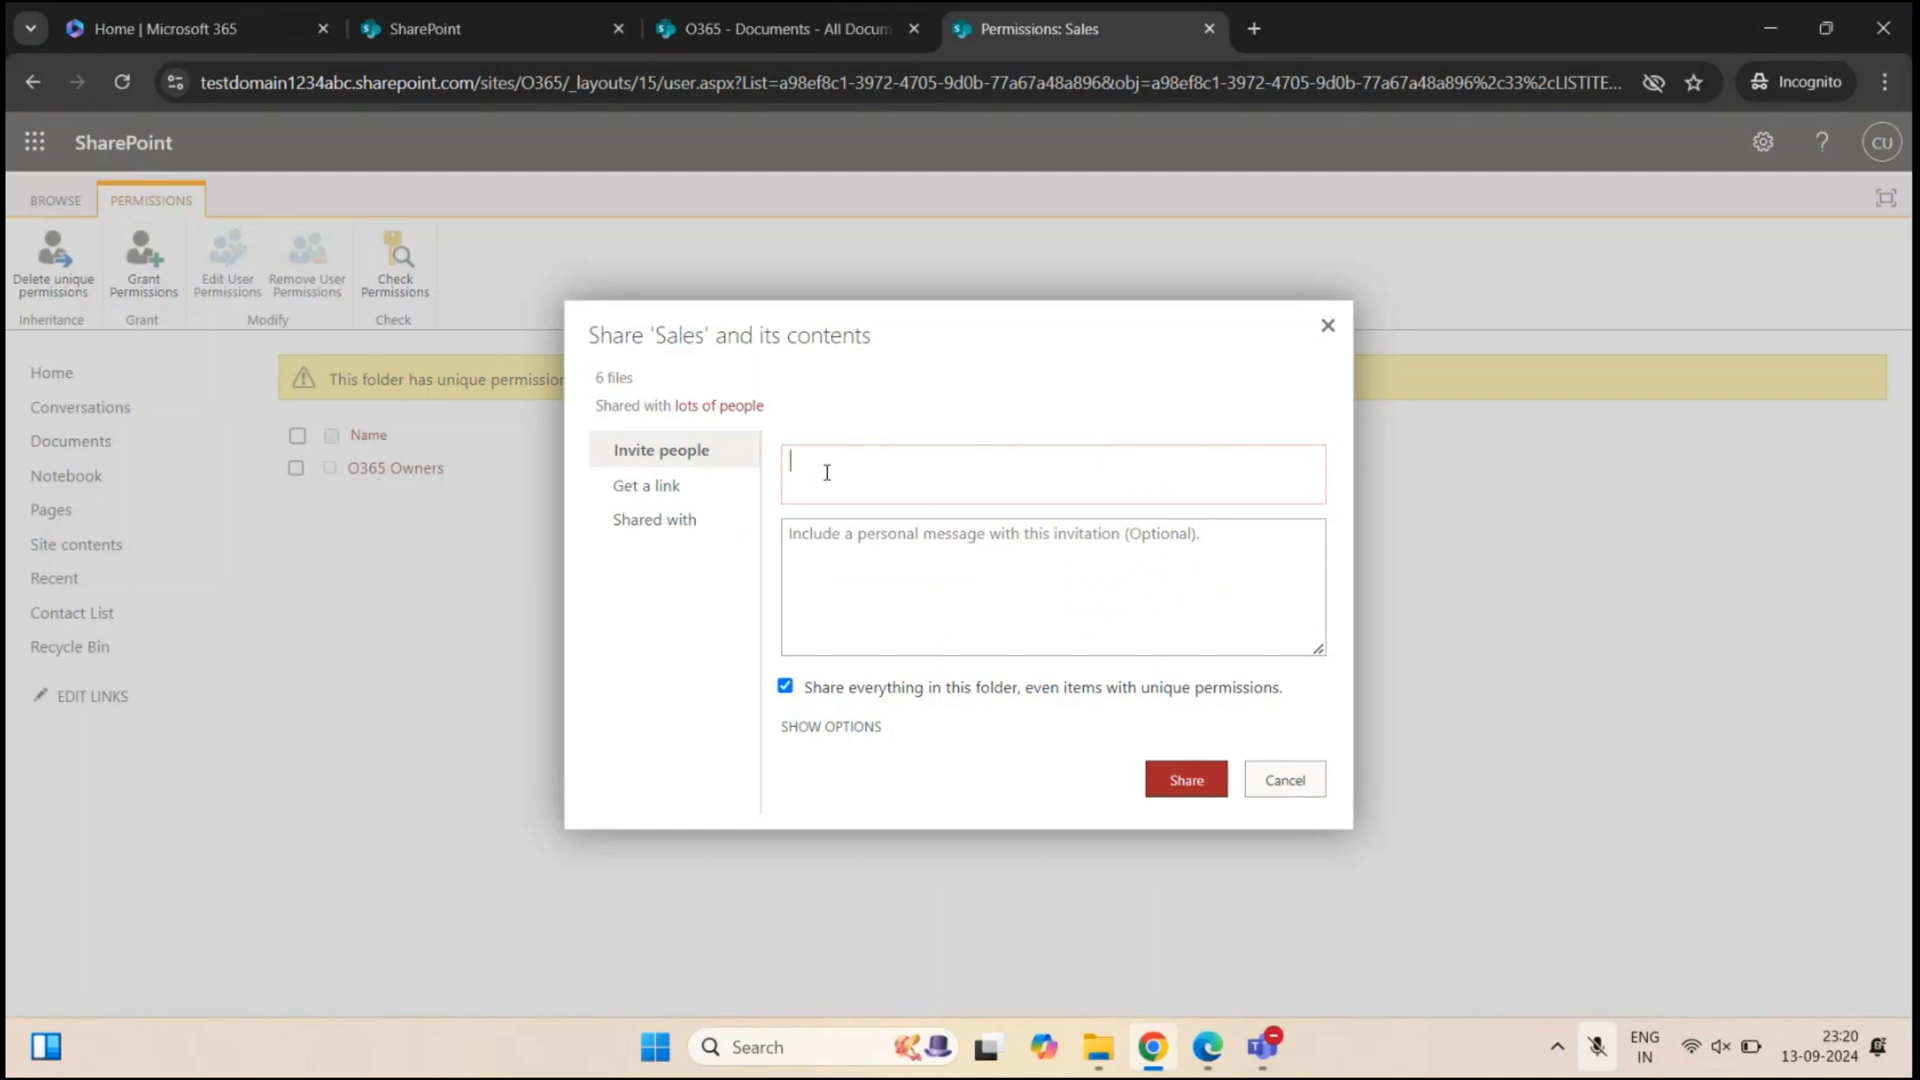 Home | Microsoft 365
SharePoint
O365 - Documents - All Docum
Permissions: Sales
testdomain1234abc.sharepoint.com/sites/O365/_layouts/15/user.aspx?List=a98ef8c1-3972-4705-9d0b-77a67a48a896&obj=a98ef8c1-3972-4705-9d0b-77a67a48a896%2c33%2cLISTITE...
Incognito
SharePoint
CU
BROWSE
PERMISSIONS
Delete unique
permissions
Grant
Permissions
Edit User
Permissions
Remove User
Permissions
Check
Permissions
Inheritance
Grant
Modify
Check
Home
Conversations
Documents
Notebook
Pages
Site contents
Recent
Contact List
Recycle Bin
EDIT LINKS
This folder has unique permission
Name
O365 Owners
Share 'Sales' and its contents
6 files
Shared with lots of people
Invite people
Get a link
Shared with
Include a personal message with this invitation (Optional).
Share everything in this folder, even items with unique permissions.
SHOW OPTIONS
Share
Cancel
Search
ENG
IN
23:20
13-09-2024